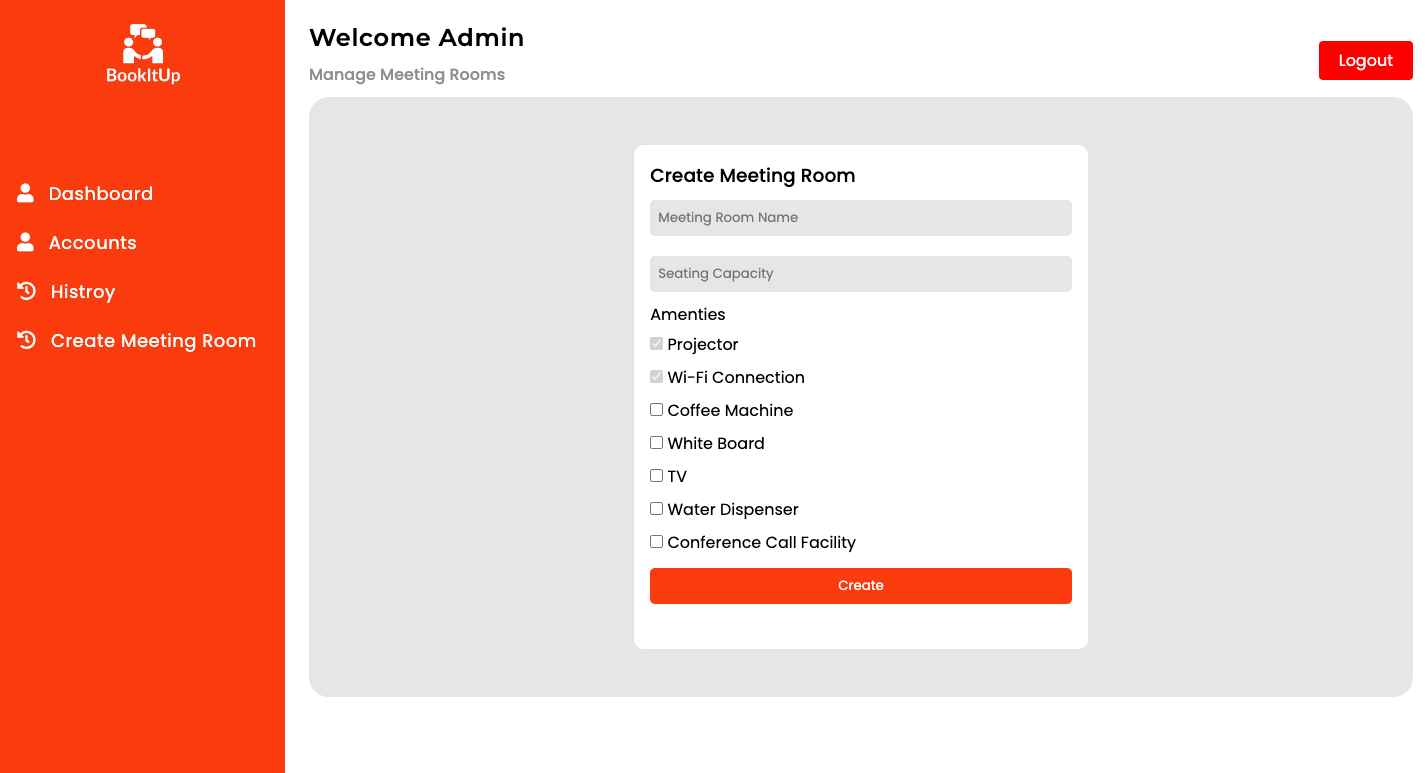 BookItUp
Dashboard
Accounts
Histroy
Create Meeting Room
Welcome Admin
Manage Meeting Rooms
Logout
Create Meeting Room
Meeting Room Name
Seating Capacity
Amenties
Projector
Wi-Fi Connection
Coffee Machine
White Board
TV
Water Dispenser
Conference Call Facility
Create